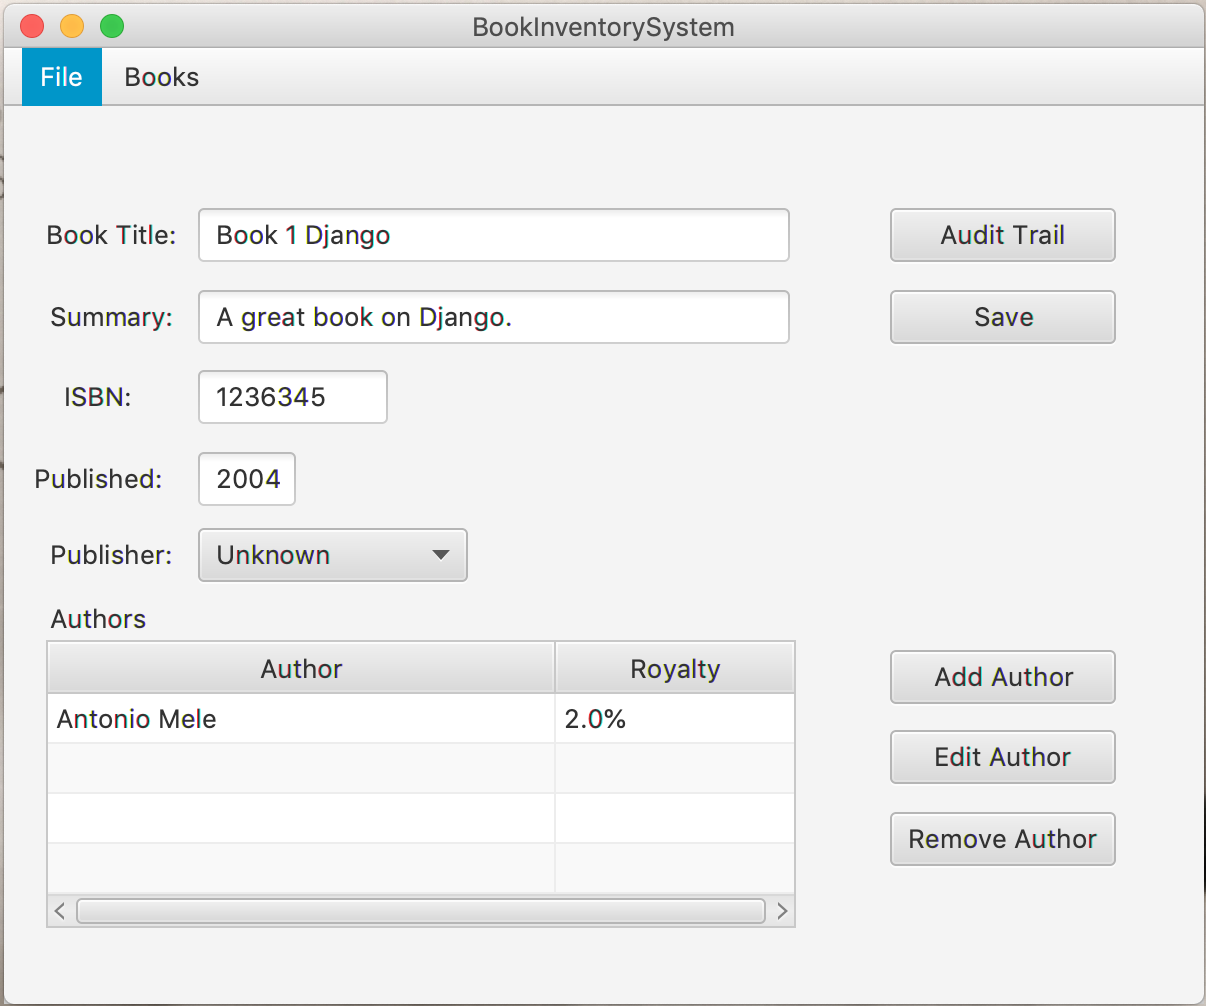 BookInventorySystem
File Books
Book Title: Book 1 Django Audit Trail
Summary: A great book on Django. Save
ISBN: 1236345
Published: 2004
Publisher: Unknown
Authors
Author Royalty
Antonio Mele 2.0%
Add Author
Edit Author
Remove Author